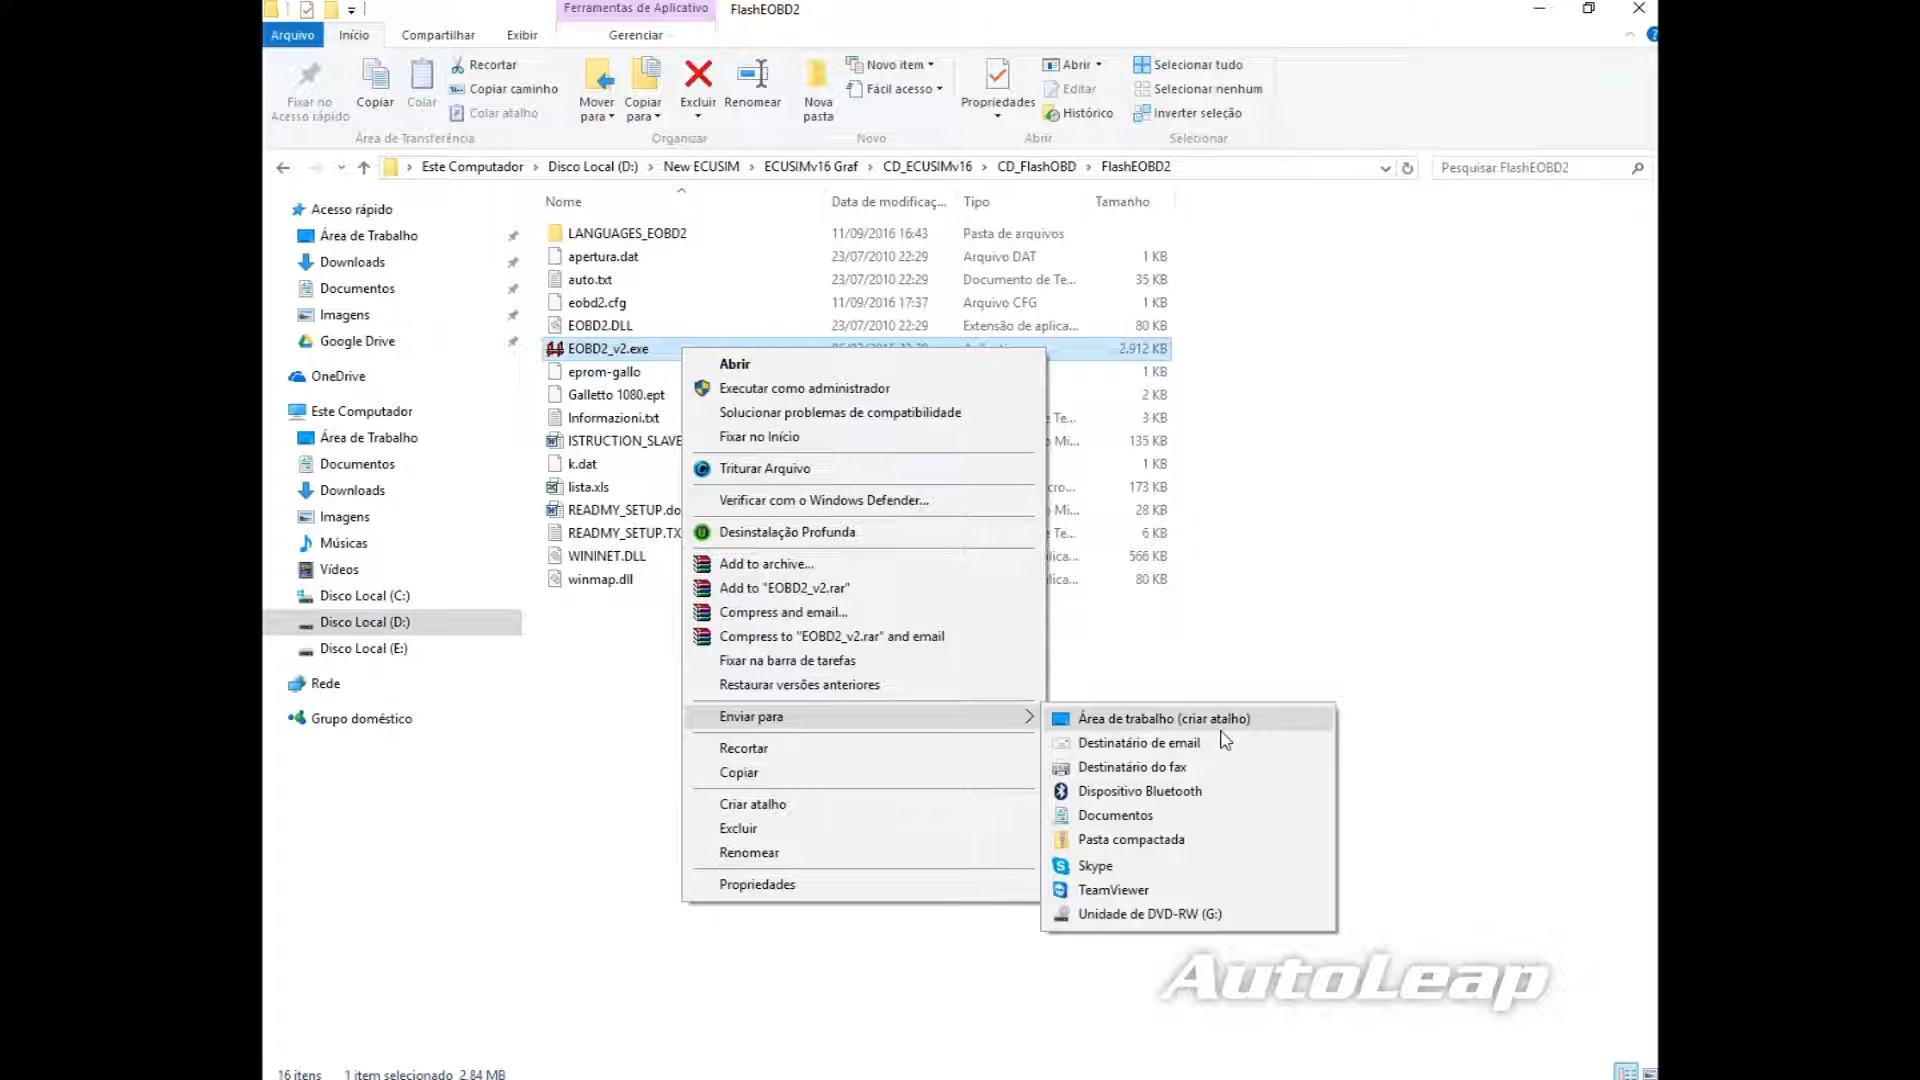 Ferramentas de Aplicativo FlashEOBD2
Arquivo Início Compartilhar Exibir Gerenciar
Fixar no Acesso rápido
Copiar
Colar
Recortar
Copiar caminho
Colar atalho
Área de Transferência
Mover para
Copiar para
Excluir
Renomear
Organizar
Nova pasta
Novo item
Fácil acesso
Novo
Propriedades
Abrir
Editar
Histórico
Abrir
Selecionar tudo
Selecionar nenhum
Inverter seleção
Selecionar
Este Computador > Disco Local (D:) > New ECUSIM > ECUSIMv16 Graf > CD_ECUSIMv16 > CD_FlashOBD > FlashEOBD2
Pesquisar FlashEOBD2
Acesso rápido
Área de Trabalho
Downloads
Documentos
Imagens
Google Drive
OneDrive
Este Computador
Área de Trabalho
Documentos
Downloads
Imagens
Músicas
Vídeos
Disco Local (C:)
Disco Local (D:)
Disco Local (E:)
Rede
Grupo doméstico
Nome Data de modificaç... Tipo Tamanho
LANGUAGES_EOBD2 11/09/2016 16:43 Pasta de arquivos
apertura.dat 23/07/2010 22:29 Arquivo DAT 1 KB
auto.txt 23/07/2010 22:29 Documento de Te... 35 KB
eobd2.cfg 11/09/2016 17:37 Arquivo CFG 1 KB
EOBD2.DLL 23/07/2010 22:29 Extensão de aplica... 80 KB
EOBD2_v2.exe 2.912 KB
eprom-gallo 1 KB
Galletto 1080.ept 2 KB
Informazioni.txt Te... 3 KB
ISTRUCTION_SLAVE Mi... 135 KB
k.dat 1 KB
lista.xls cro... 173 KB
READMY_SETUP.do Mi... 28 KB
READMY_SETUP.TX Te... 6 KB
WININET.DLL lica... 566 KB
winmap.dll lica... 80 KB
Abrir
Executar como administrador
Solucionar problemas de compatibilidade
Fixar no Início
Triturar Arquivo
Verificar com o Windows Defender...
Desinstalação Profunda
Add to archive...
Add to "EOBD2_v2.rar"
Compress and email...
Compress to "EOBD2_v2.rar" and email
Fixar na barra de tarefas
Restaurar versões anteriores
Enviar para
Recortar
Copiar
Criar atalho
Excluir
Renomear
Propriedades
Área de trabalho (criar atalho)
Destinatário de email
Destinatário do fax
Dispositivo Bluetooth
Documentos
Pasta compactada
Skype
TeamViewer
Unidade de DVD-RW (G:)
AutoLeap
16 itens 1 item selecionado 2,84 MB